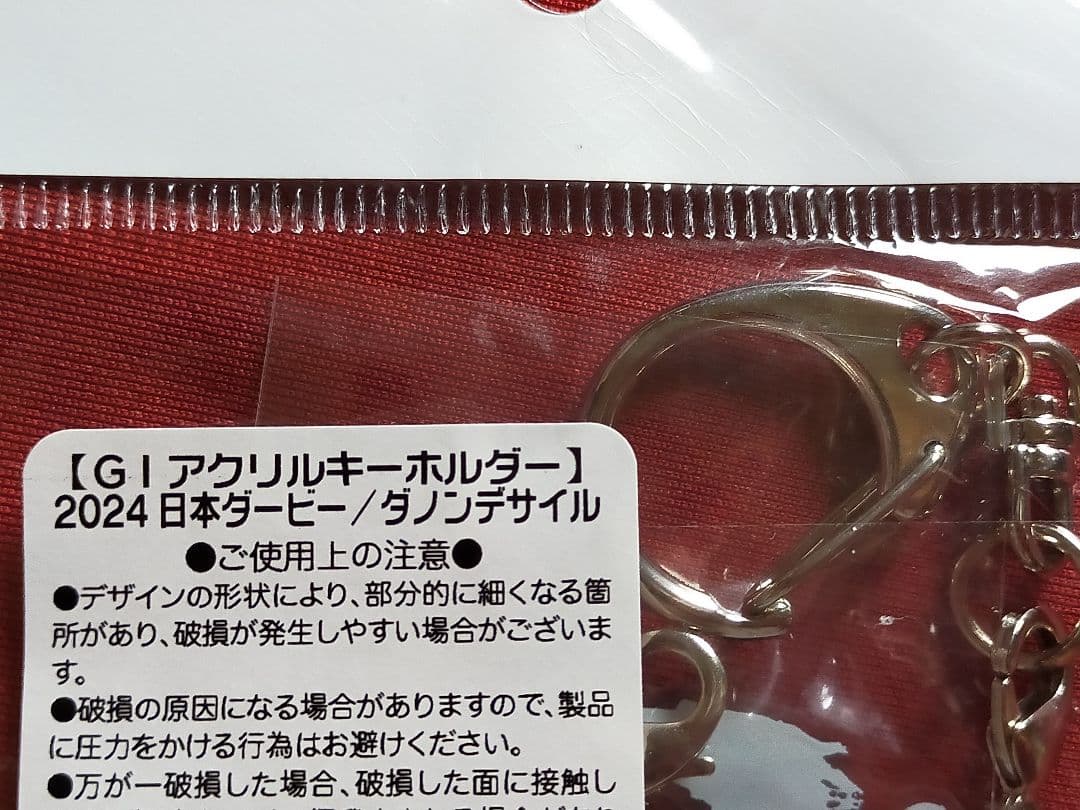 【GⅠアクリルキーホルダー】
2024 日本ダービー/ダノンデサイル
●ご使用上の注意●
●デザインの形状により、部分的に細くなる箇
所があり、破損が発生しやすい場合がございま
す。
●破損の原因になる場合がありますので、製品
に圧力をかける行為はお避けください。
●万が一破損した場合、破損した面に接触し